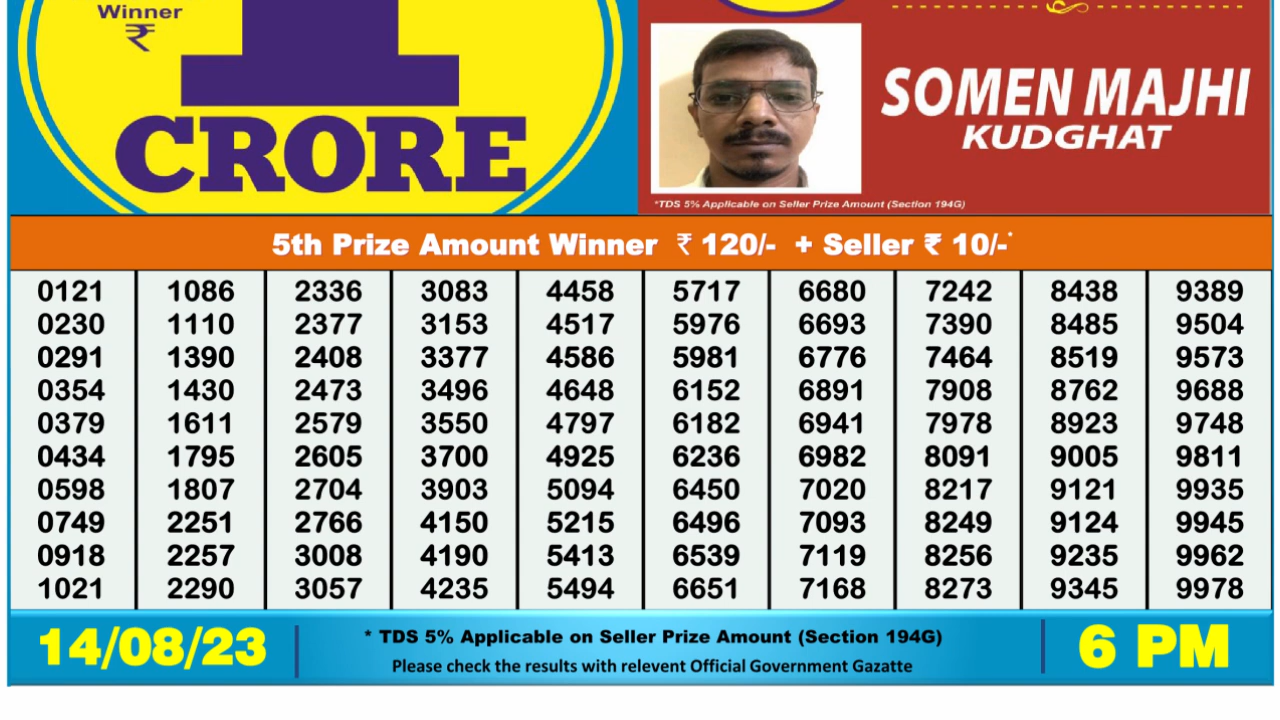 Winner
₹
1
CRORE
SOMEN MAJHI
KUDGHAT
*TDS 5% Applicable on Seller Prize Amount (Section 194G)
5th Prize Amount Winner ₹ 120/- + Seller ₹ 10/-*
0121 1086 2336 3083 4458 5717 6680 7242 8438 9389
0230 1110 2377 3153 4517 5976 6693 7390 8485 9504
0291 1390 2408 3377 4586 5981 6776 7464 8519 9573
0354 1430 2473 3496 4648 6152 6891 7908 8762 9688
0379 1611 2579 3550 4797 6182 6941 7978 8923 9748
0434 1795 2605 3700 4925 6236 6982 8091 9005 9811
0598 1807 2704 3903 5094 6450 7020 8217 9121 9935
0749 2251 2766 4150 5215 6496 7093 8249 9124 9945
0918 2257 3008 4190 5413 6539 7119 8256 9235 9962
1021 2290 3057 4235 5494 6651 7168 8273 9345 9978
14/08/23
* TDS 5% Applicable on Seller Prize Amount (Section 194G)
Please check the results with relevent Official Government Gazatte
6 PM